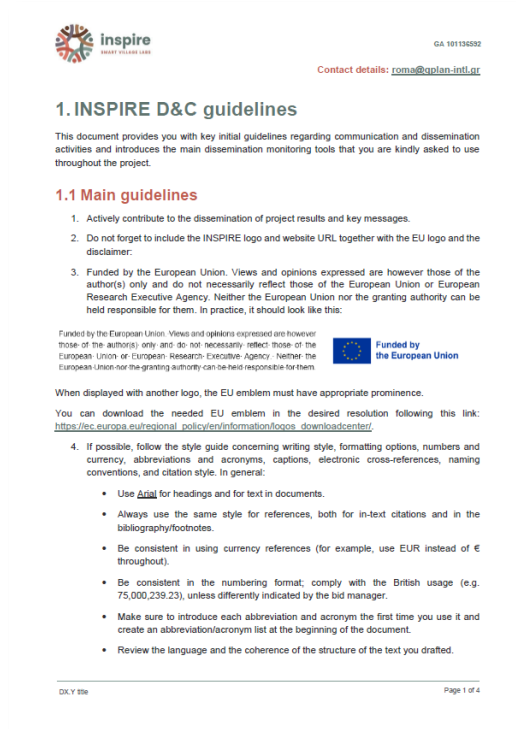 inspire
SMART VILLAGE LABS
GA 101136592
Contact details: roma@qplan-intl.gr
1. INSPIRE D&C guidelines
This document provides you with key initial guidelines regarding communication and dissemination
activities and introduces the main dissemination monitoring tools that you are kindly asked to use
throughout the project.
1.1 Main guidelines
1. Actively contribute to the dissemination of project results and key messages.
2. Do not forget to include the INSPIRE logo and website URL together with the EU logo and the
disclaimer:
3. Funded by the European Union. Views and opinions expressed are however those of the
author(s) only and do not necessarily reflect those of the European Union or European
Research Executive Agency. Neither the European Union nor the granting authority can be
held responsible for them. In practice, it should look like this:
Funded by the European Union. Views and opinions expressed are however
those· of· the· author(s)· only· and· do· not· necessarily· reflect· those· of· the
European· Union· or· European· Research· Executive· Agency.· Neither· the
European·Union·nor·the·granting·authority·can·be·held·responsible·for·them.
Funded by
the European Union
When displayed with another logo, the EU emblem must have appropriate prominence.
You can download the needed EU emblem in the desired resolution following this link:
https://ec.europa.eu/regional_policy/en/information/logos_downloadcenter/.
4. If possible, follow the style guide concerning writing style, formatting options, numbers and
currency, abbreviations and acronyms, captions, electronic cross-references, naming
conventions, and citation style. In general:
• Use Arial for headings and for text in documents.
• Always use the same style for references, both for in-text citations and in the
bibliography/footnotes.
• Be consistent in using currency references (for example, use EUR instead of €
throughout).
• Be consistent in the numbering format; comply with the British usage (e.g.
75,000,239.23), unless differently indicated by the bid manager.
• Make sure to introduce each abbreviation and acronym the first time you use it and
create an abbreviation/acronym list at the beginning of the document.
• Review the language and the coherence of the structure of the text you drafted.
DX.Y title
Page 1 of 4